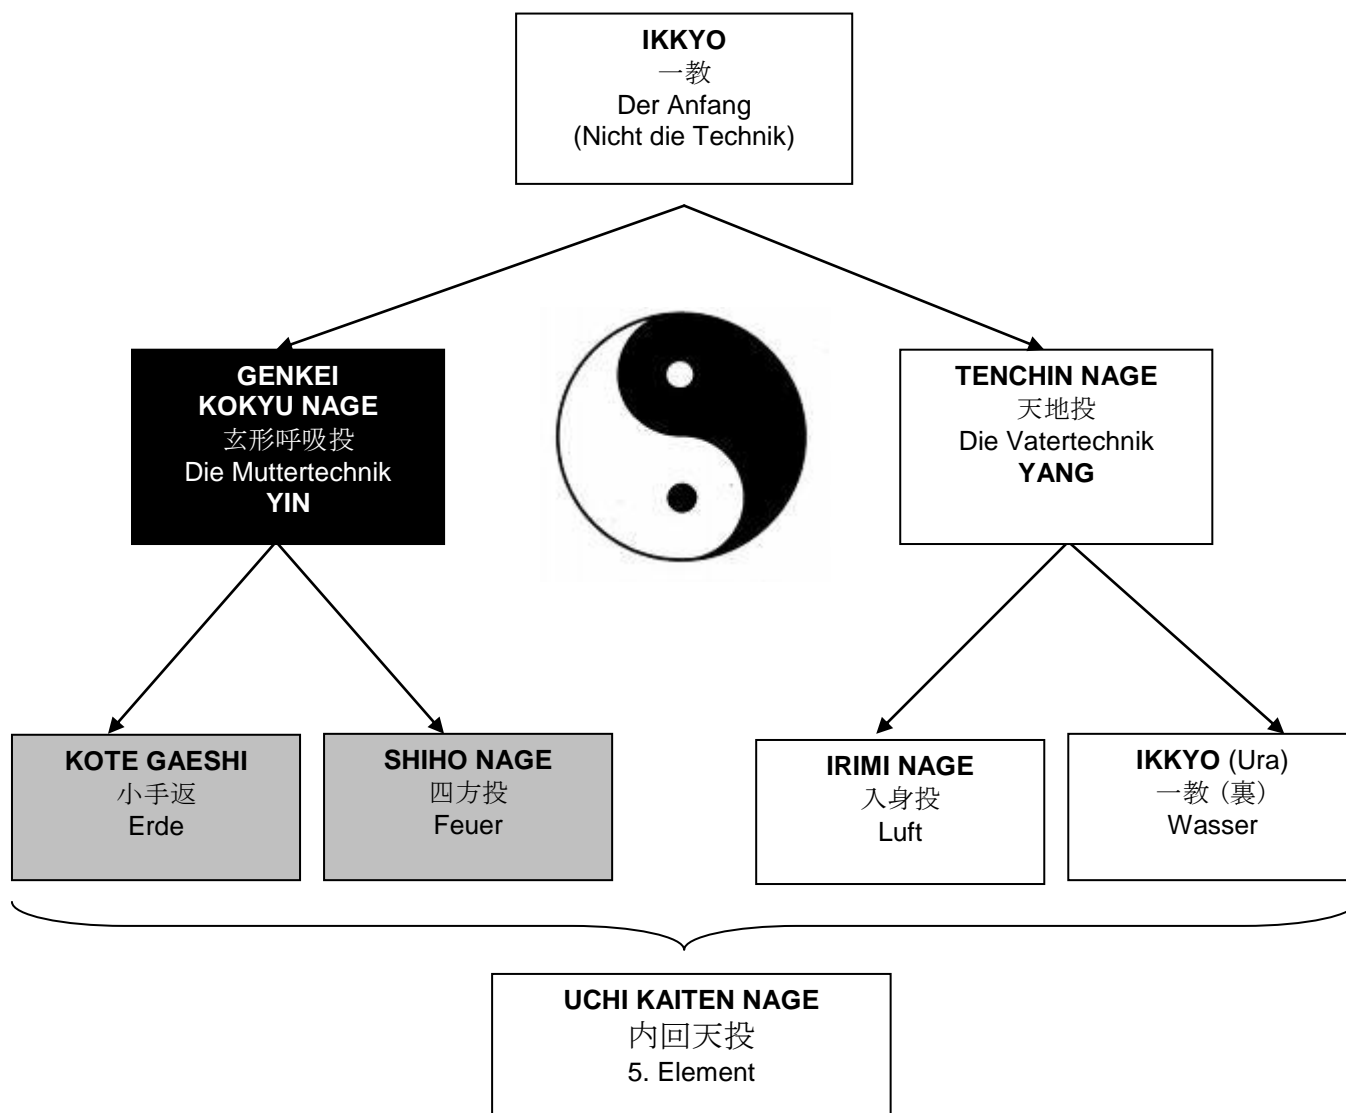 IKKYO
一教
Der Anfang
(Nicht die Technik)
GENKEI
KOKYU NAGE
玄形呼吸投
Die Muttertechnik
YIN
TENCHIN NAGE
天地投
Die Vatertechnik
YANG
KOTE GAESHI
小手返
Erde
SHIHO NAGE
四方投
Feuer
IRIMI NAGE
入身投
Luft
IKKYO (Ura)
一教（裏）
Wasser
UCHI KAITEN NAGE
内回天投
5. Element